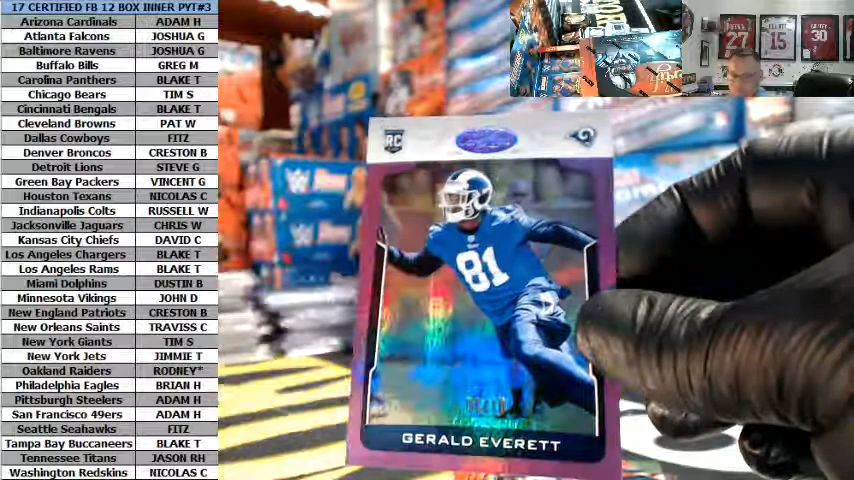 17 CERTIFIED FB 12 BOX INNER PYT#3
Arizona Cardinals ADAM H
Atlanta Falcons JOSHUA G
Baltimore Ravens JOSHUA G
Buffalo Bills GREG M
Carolina Panthers BLAKE T
Chicago Bears TIM S
Cincinnati Bengals BLAKE T
Cleveland Browns PAT W
Dallas Cowboys FITZ
Denver Broncos CRESTON B
Detroit Lions STEVE G
Green Bay Packers VINCENT G
Houston Texans NICOLAS C
Indianapolis Colts RUSSELL W
Jacksonville Jaguars CHRIS W
Kansas City Chiefs DAVID C
Los Angeles Chargers BLAKE T
Los Angeles Rams BLAKE T
Miami Dolphins DUSTIN B
Minnesota Vikings JOHN D
New England Patriots CRESTON B
New Orleans Saints TRAVISS C
New York Giants TIM S
New York Jets JIMMIE T
Oakland Raiders RODNEY*
Philadelphia Eagles BRIAN H
Pittsburgh Steelers ADAM H
San Francisco 49ers ADAM H
Seattle Seahawks FITZ
Tampa Bay Buccaneers BLAKE T
Tennessee Titans JASON RH
Washington Redskins NICOLAS C
27
15
30
RC
81
GERALD EVERETT